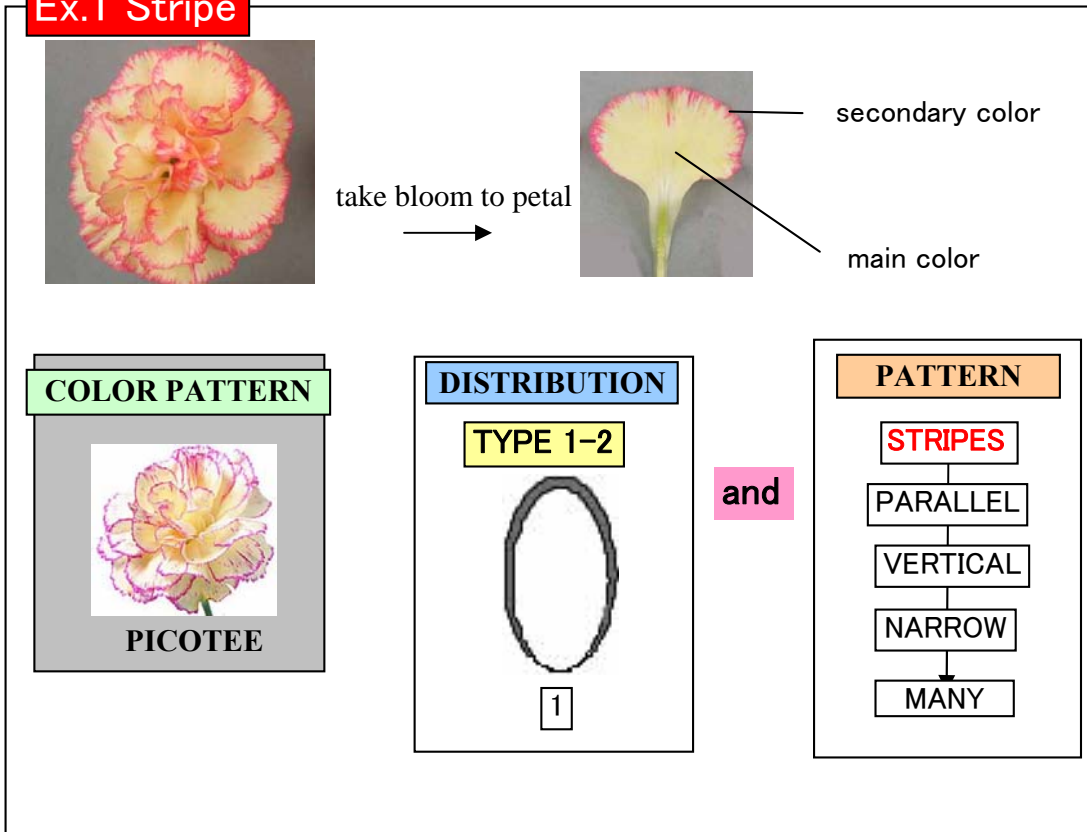 Ex.1 Stripe
secondary color
take bloom to petal
main color
COLOR PATTERN
PICOTEE
DISTRIBUTION
TYPE 1-2
1
and
PATTERN
STRIPES
PARALLEL
VERTICAL
NARROW
MANY